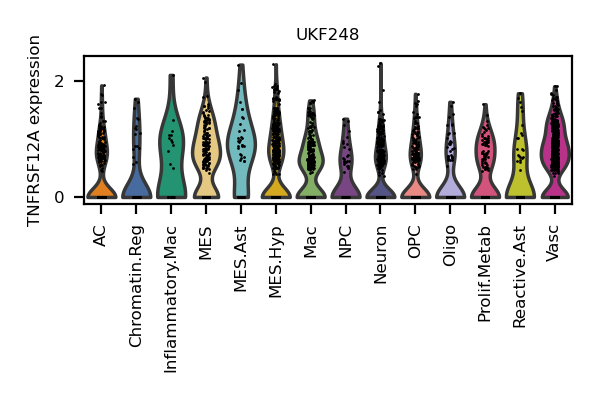 UKF248
TNFRSF12A expression
2
0
AC
Chromatin.Reg
Inflammatory.Mac
MES
MES.Ast
MES.Hyp
Mac
NPC
Neuron
OPC
Oligo
Prolif.Metab
Reactive.Ast
Vasc